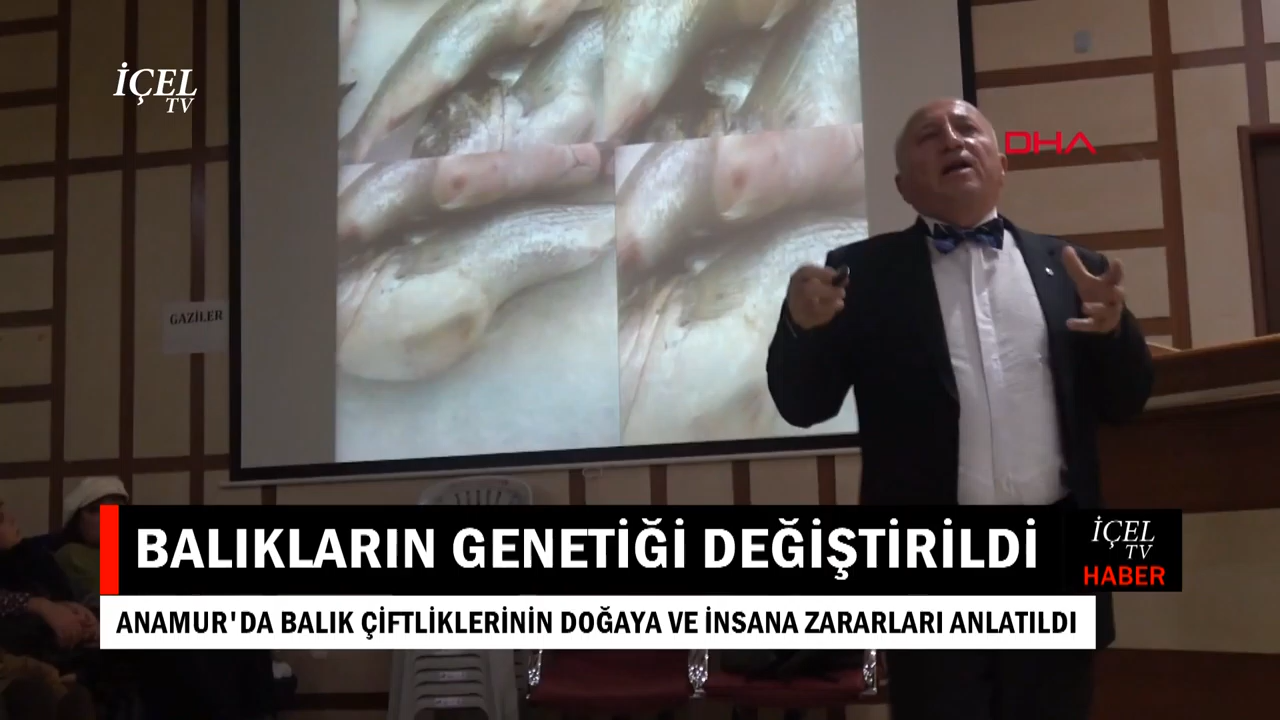 İÇEL
TV
DHA
GAZİLER
BALIKLARIN GENETİĞİ DEĞİŞTİRİLDİ
İÇEL
TV
HABER
ANAMUR'DA BALIK ÇİFTLİKLERİNİN DOĞAYA VE İNSANA ZARARLARI ANLATILDI